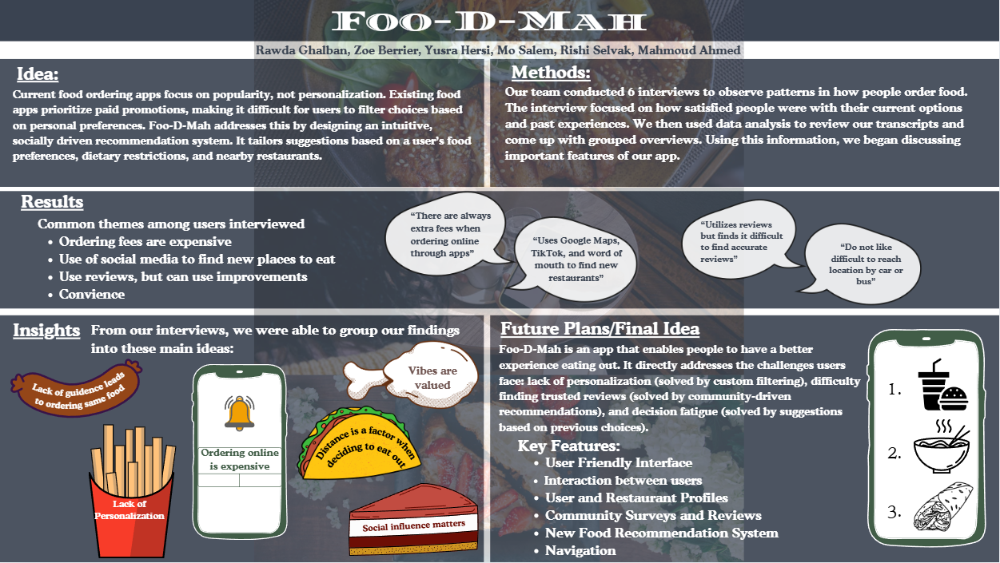 Foo-D-Mah
Rawda Ghalban, Zoe Berrier, Yusra Hersi, Mo Salem, Rishi Selvak, Mahmoud Ahmed
Idea:
Current food ordering apps focus on popularity, not personalization. Existing food
apps prioritize paid promotions, making it difficult for users to filter choices based
on personal preferences. Foo-D-Mah addresses this by designing an intuitive,
socially driven recommendation system. It tailors suggestions based on a user's food
preferences, dietary restrictions, and nearby restaurants.
Methods:
Our team conducted 6 interviews to observe patterns in how people order food.
The interview focused on how satisfied people were with their current options
and past experiences. We then used data analysis to review our transcripts and
come up with grouped overviews. Using this information, we began discussing
important features of our app.
Results
Common themes among users interviewed
• Ordering fees are expensive
• Use of social media to find new places to eat
• Use reviews, but can use improvements
• Convience
“There are always
extra fees when
ordering online
through apps”
“Uses Google Maps,
TikTok, and word of
mouth to find new
restaurants”
“Utilizes reviews
but finds it difficult
to find accurate
reviews”
“Do not like
difficult to reach
location by car or
bus”
Insights
From our interviews, we were able to group our findings
into these main ideas:
Lack of guidence leads
to ordering same food
Lack of
Personalization
Ordering online
is expensive
Vibes are
valued
Distance is a factor when
deciding to eat out
Social influence matters
Future Plans/Final Idea
Foo-D-Mah is an app that enables people to have a better
experience eating out. It directly addresses the challenges users
face: lack of personalization (solved by custom filtering), difficulty
finding trusted reviews (solved by community-driven
recommendations), and decision fatigue (solved by suggestions
based on previous choices).
Key Features:
• User Friendly Interface
• Interaction between users
• User and Restaurant Profiles
• Community Surveys and Reviews
• New Food Recommendation System
• Navigation
1.
2.
3.